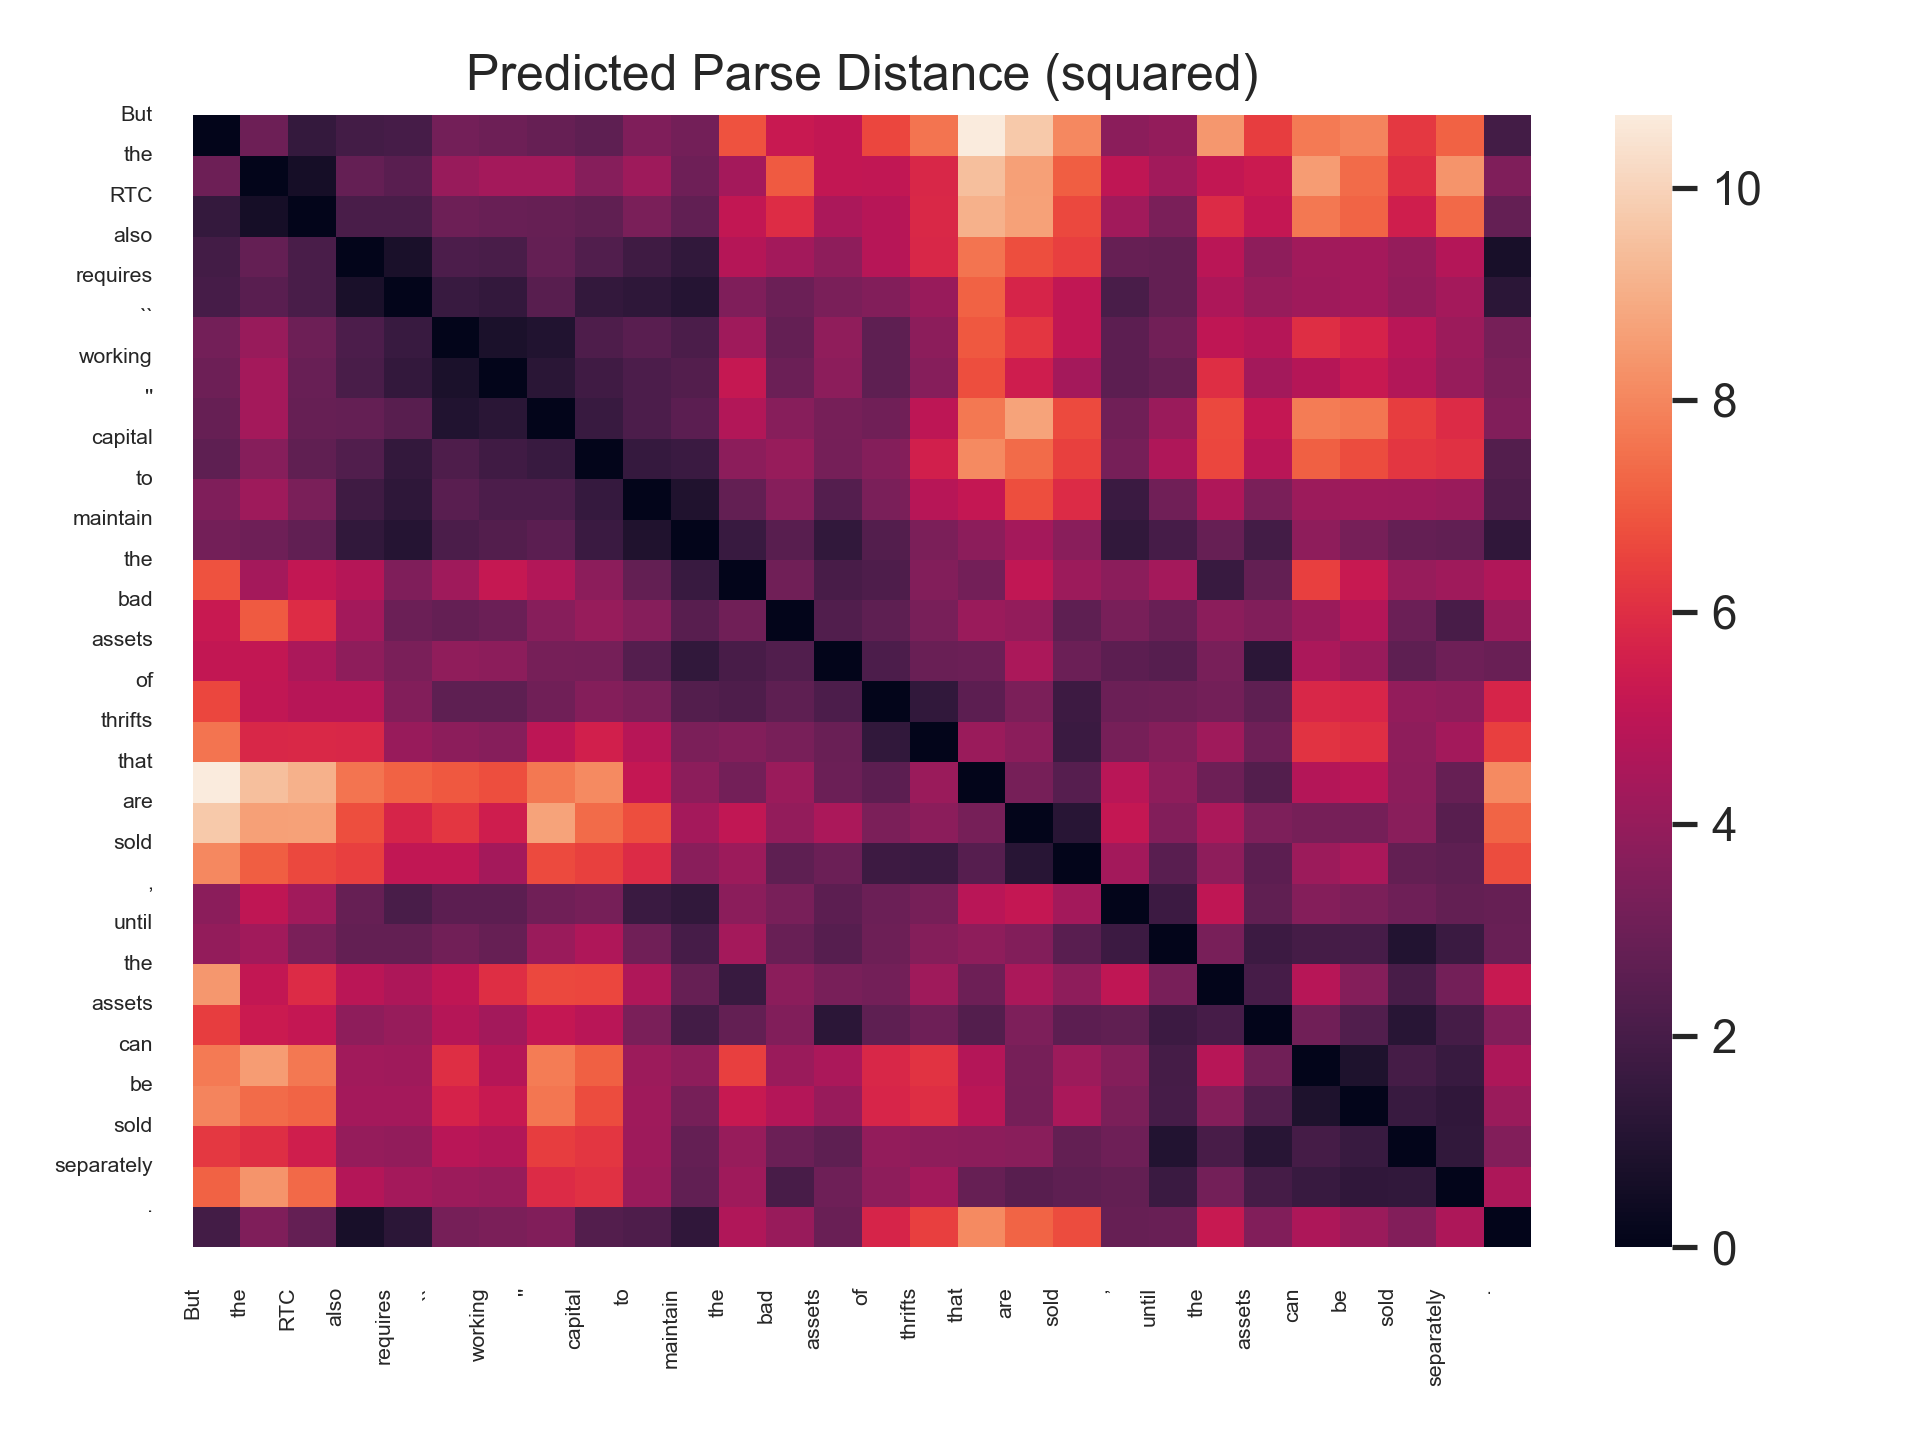 Predicted Parse Distance (squared)
But
the
RTC
also
requires
``
working
''
capital
to
maintain
the
bad
assets
of
thrifts
that
are
sold
,
until
the
assets
can
be
sold
separately
.
10
8
6
4
2
0
But
the
RTC
also
requires
``
working
''
capital
to
maintain
the
bad
assets
of
thrifts
that
are
sold
,
until
the
assets
can
be
sold
separately
.